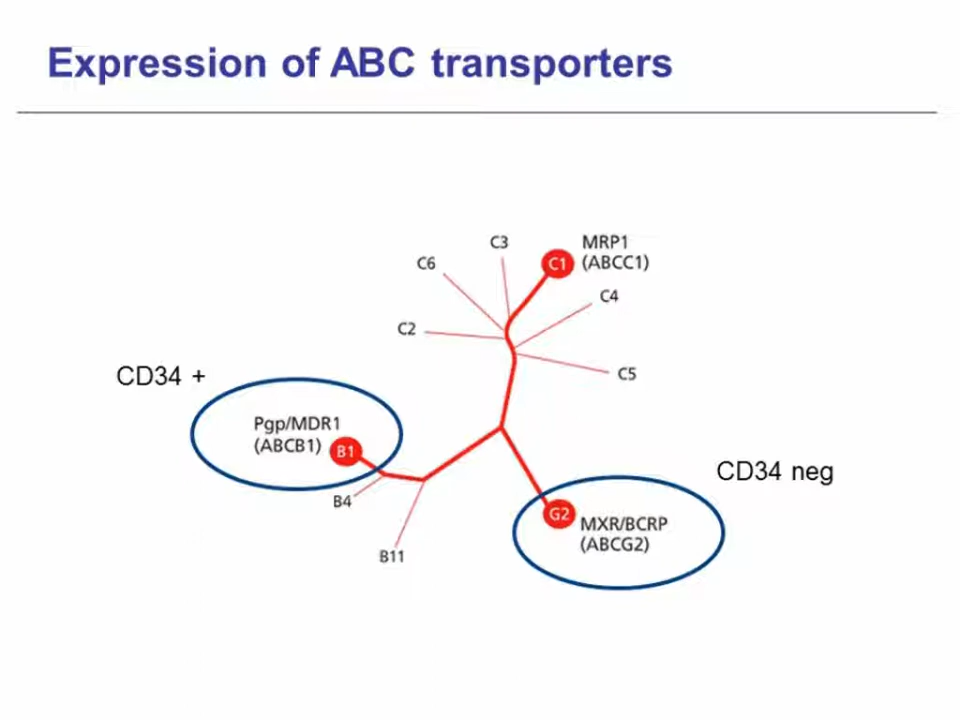 Expression of ABC transporters
C3
MRP1
(ABCC1)
C1
C6
C4
C2
C5
CD34 +
Pgp/MDR1
(ABCB1)
B1
CD34 neg
B4
G2
MXR/BCRP
(ABCG2)
B11